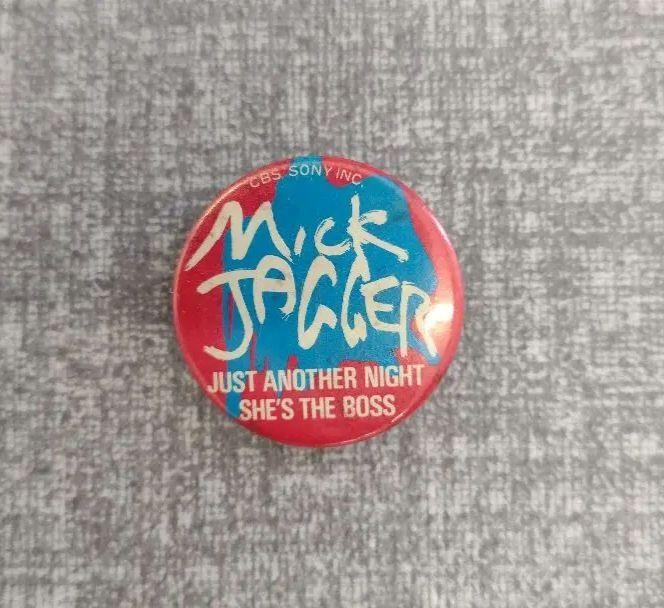 CBS/SONY INC.
Mick
JAGGER
JUST ANOTHER NIGHT
SHE'S THE BOSS